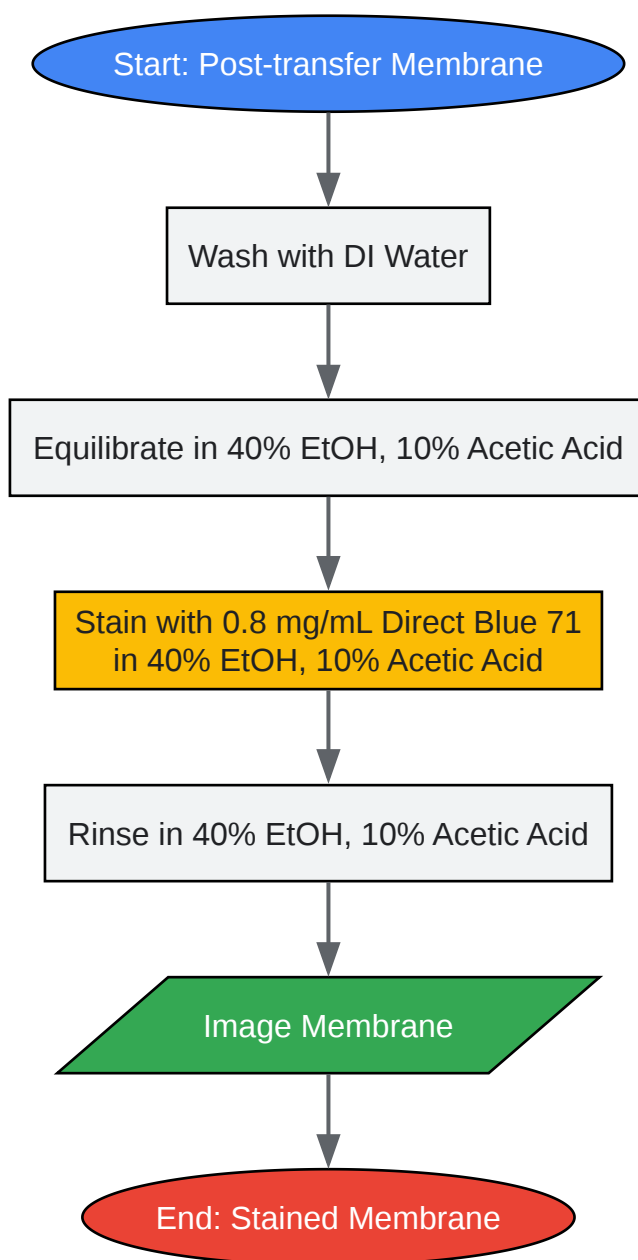 Start: Post-transfer Membrane
Wash with DI Water
Equilibrate in 40% EtOH, 10% Acetic Acid
Stain with 0.8 mg/mL Direct Blue 71
in 40% EtOH, 10% Acetic Acid
Rinse in 40% EtOH, 10% Acetic Acid
Image Membrane
End: Stained Membrane